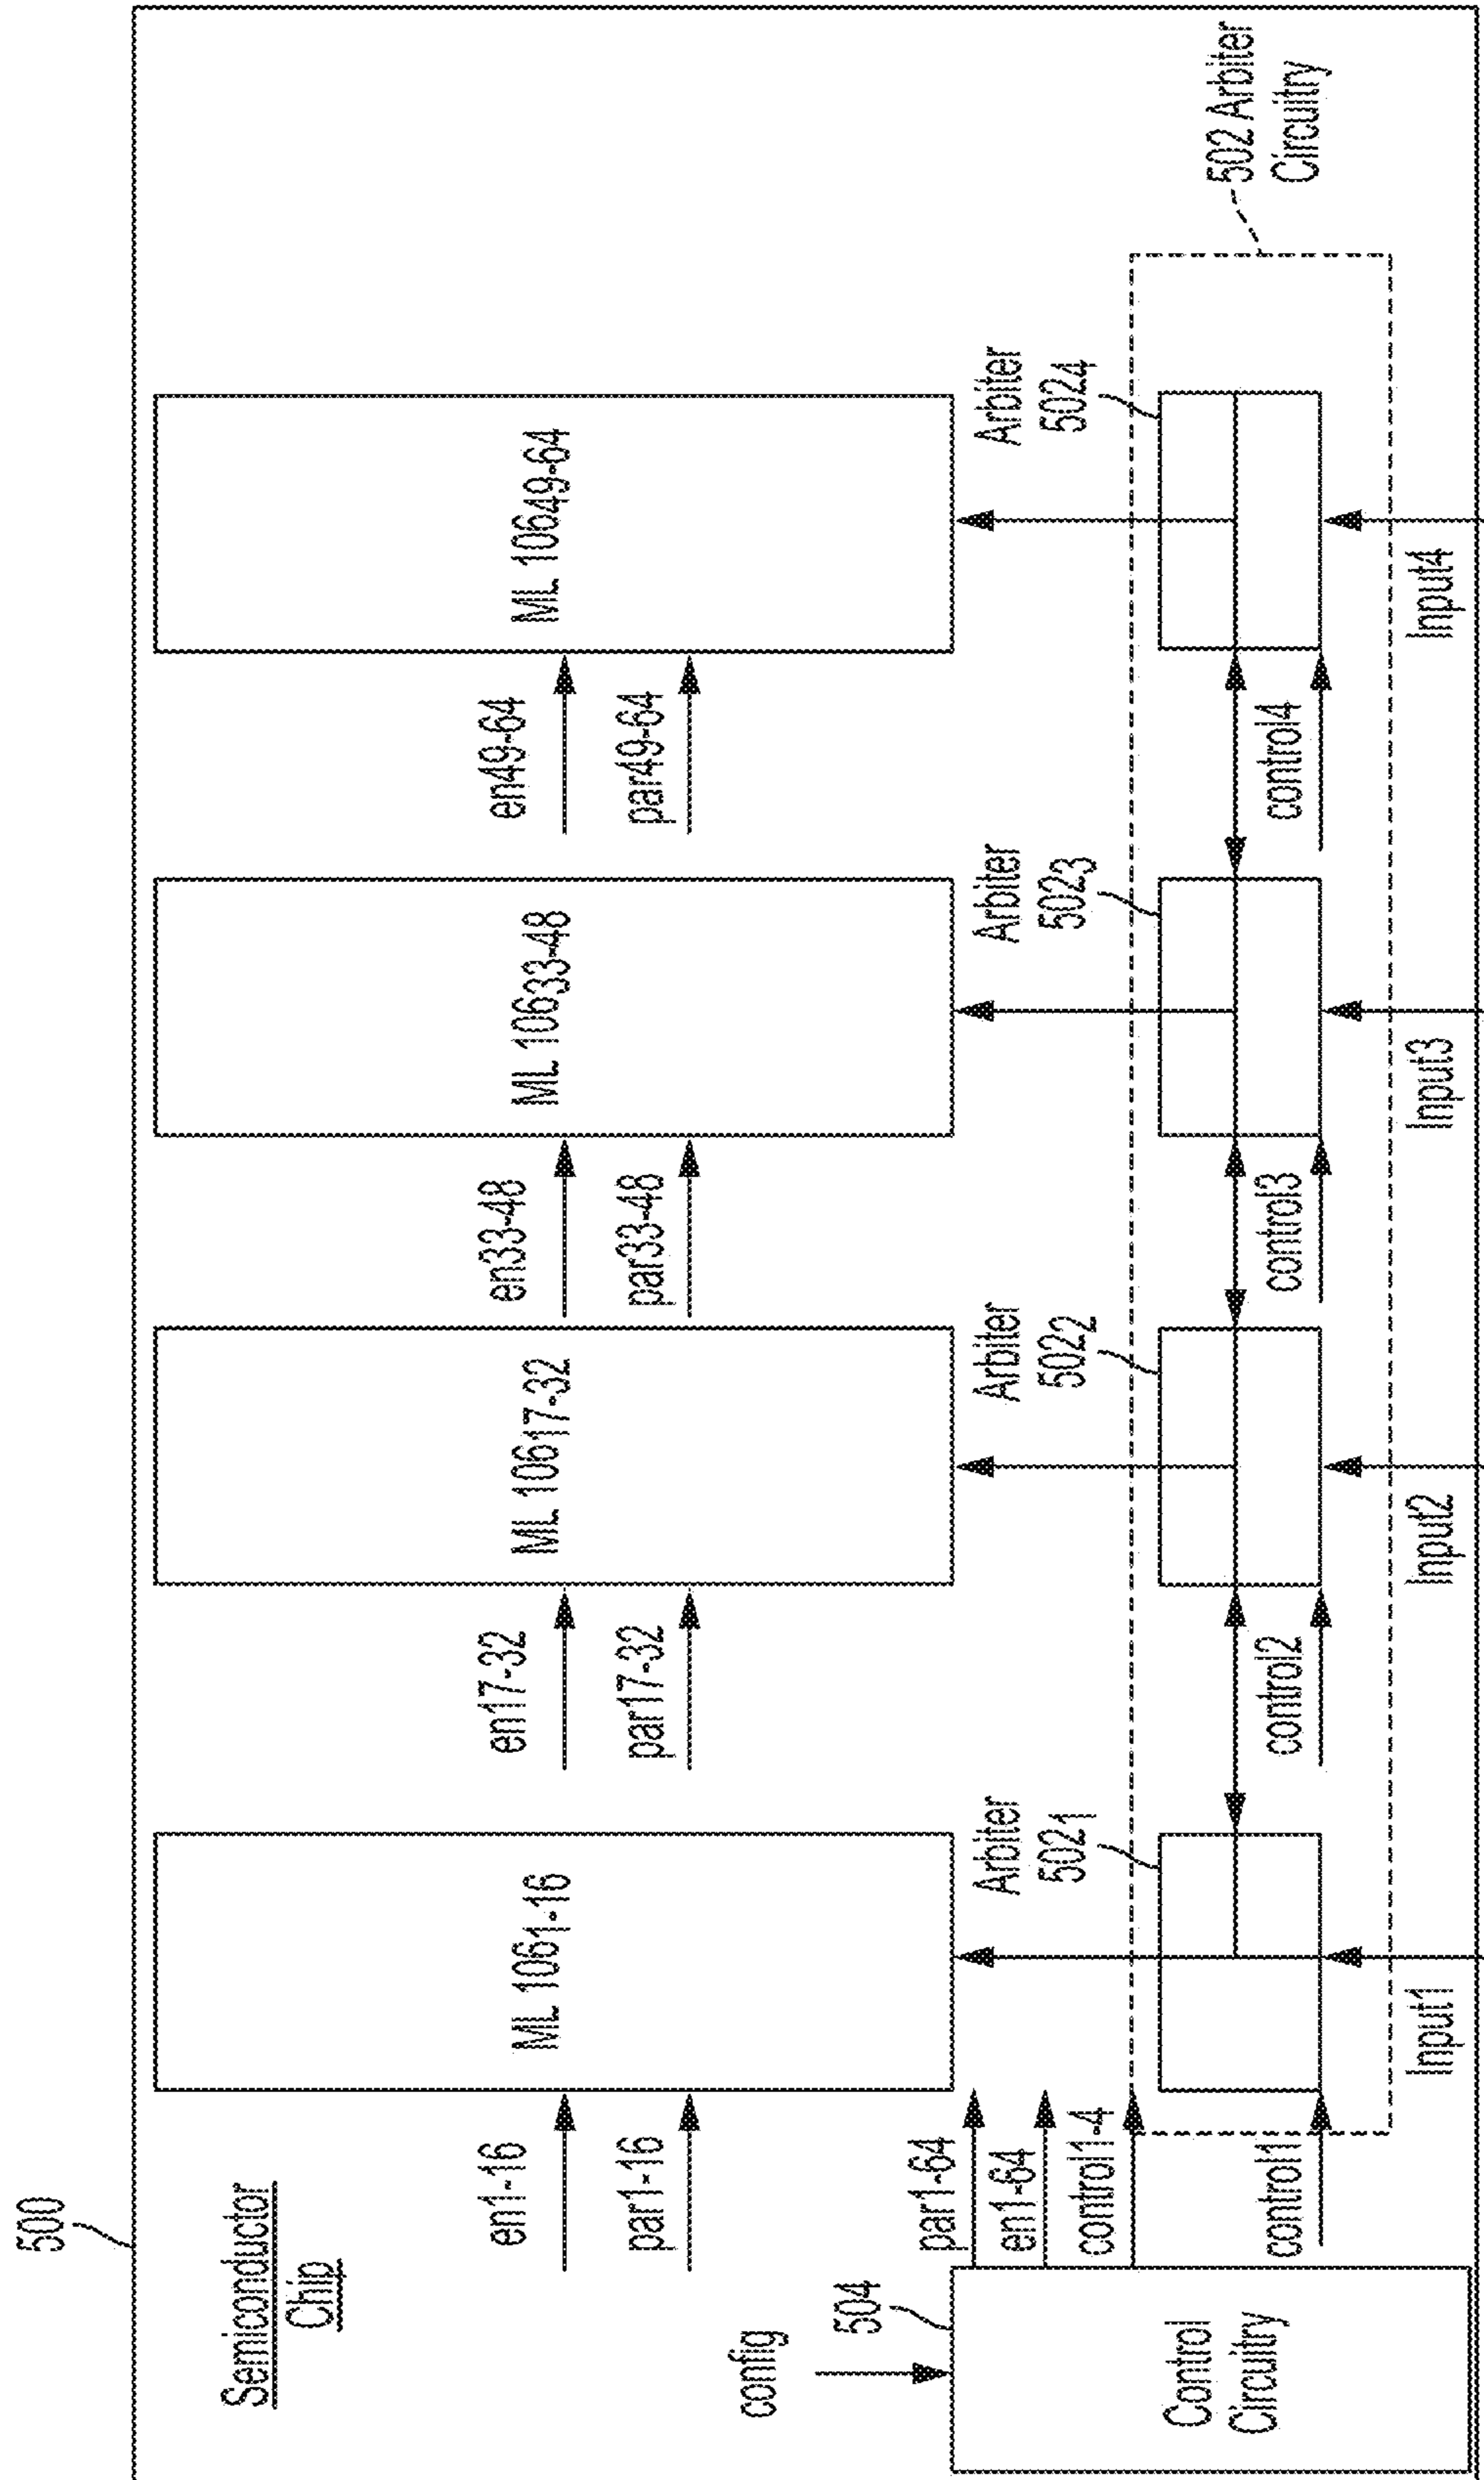 500
Semiconductor
Chip
en1-16
par1-16
ML 106₁₋₁₆
en17-32
par17-32
ML 106₁₇₋₃₂
en33-48
par33-48
ML 106₃₃₋₄₈
en49-64
par49-64
ML 106₄₉₋₆₄
config
504
Control
Circuitry
par1-64
en1-64
control1-4
control1
Arbiter
502₁
Input1
control2
Arbiter
502₂
Input2
control3
Arbiter
502₃
Input3
control4
Arbiter
502₄
Input4
502 Arbiter
Circuitry